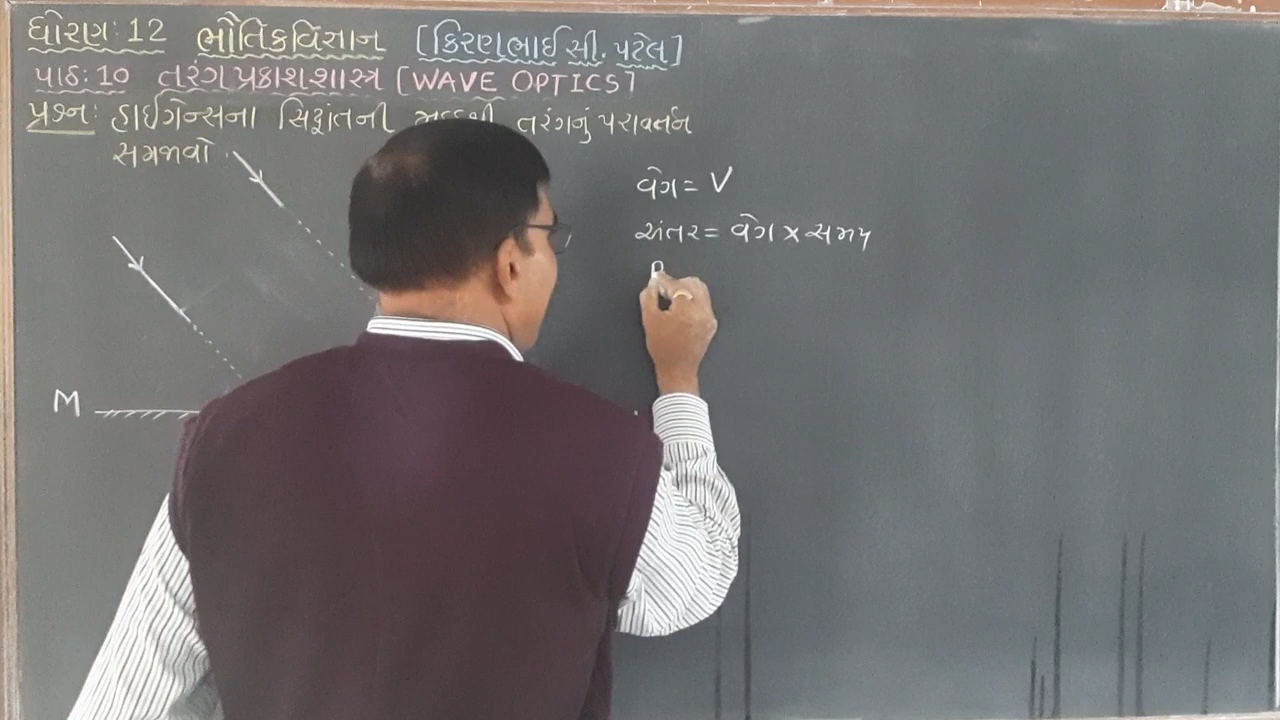 ધોરણ: 12 ભૌતિકવિજ્ઞાન [કિરણભાઈ સી. પટેલ]
પાઠ: 10 તરંગ પ્રકાશશાસ્ત્ર [WAVE OPTICS]
પ્રશ્ન: હાઈગેન્સના સિદ્ધાંતની તરંગનું પરાવર્તન
સમજાવો.
વેગ = V
અંતર = વેગ x સમય
M